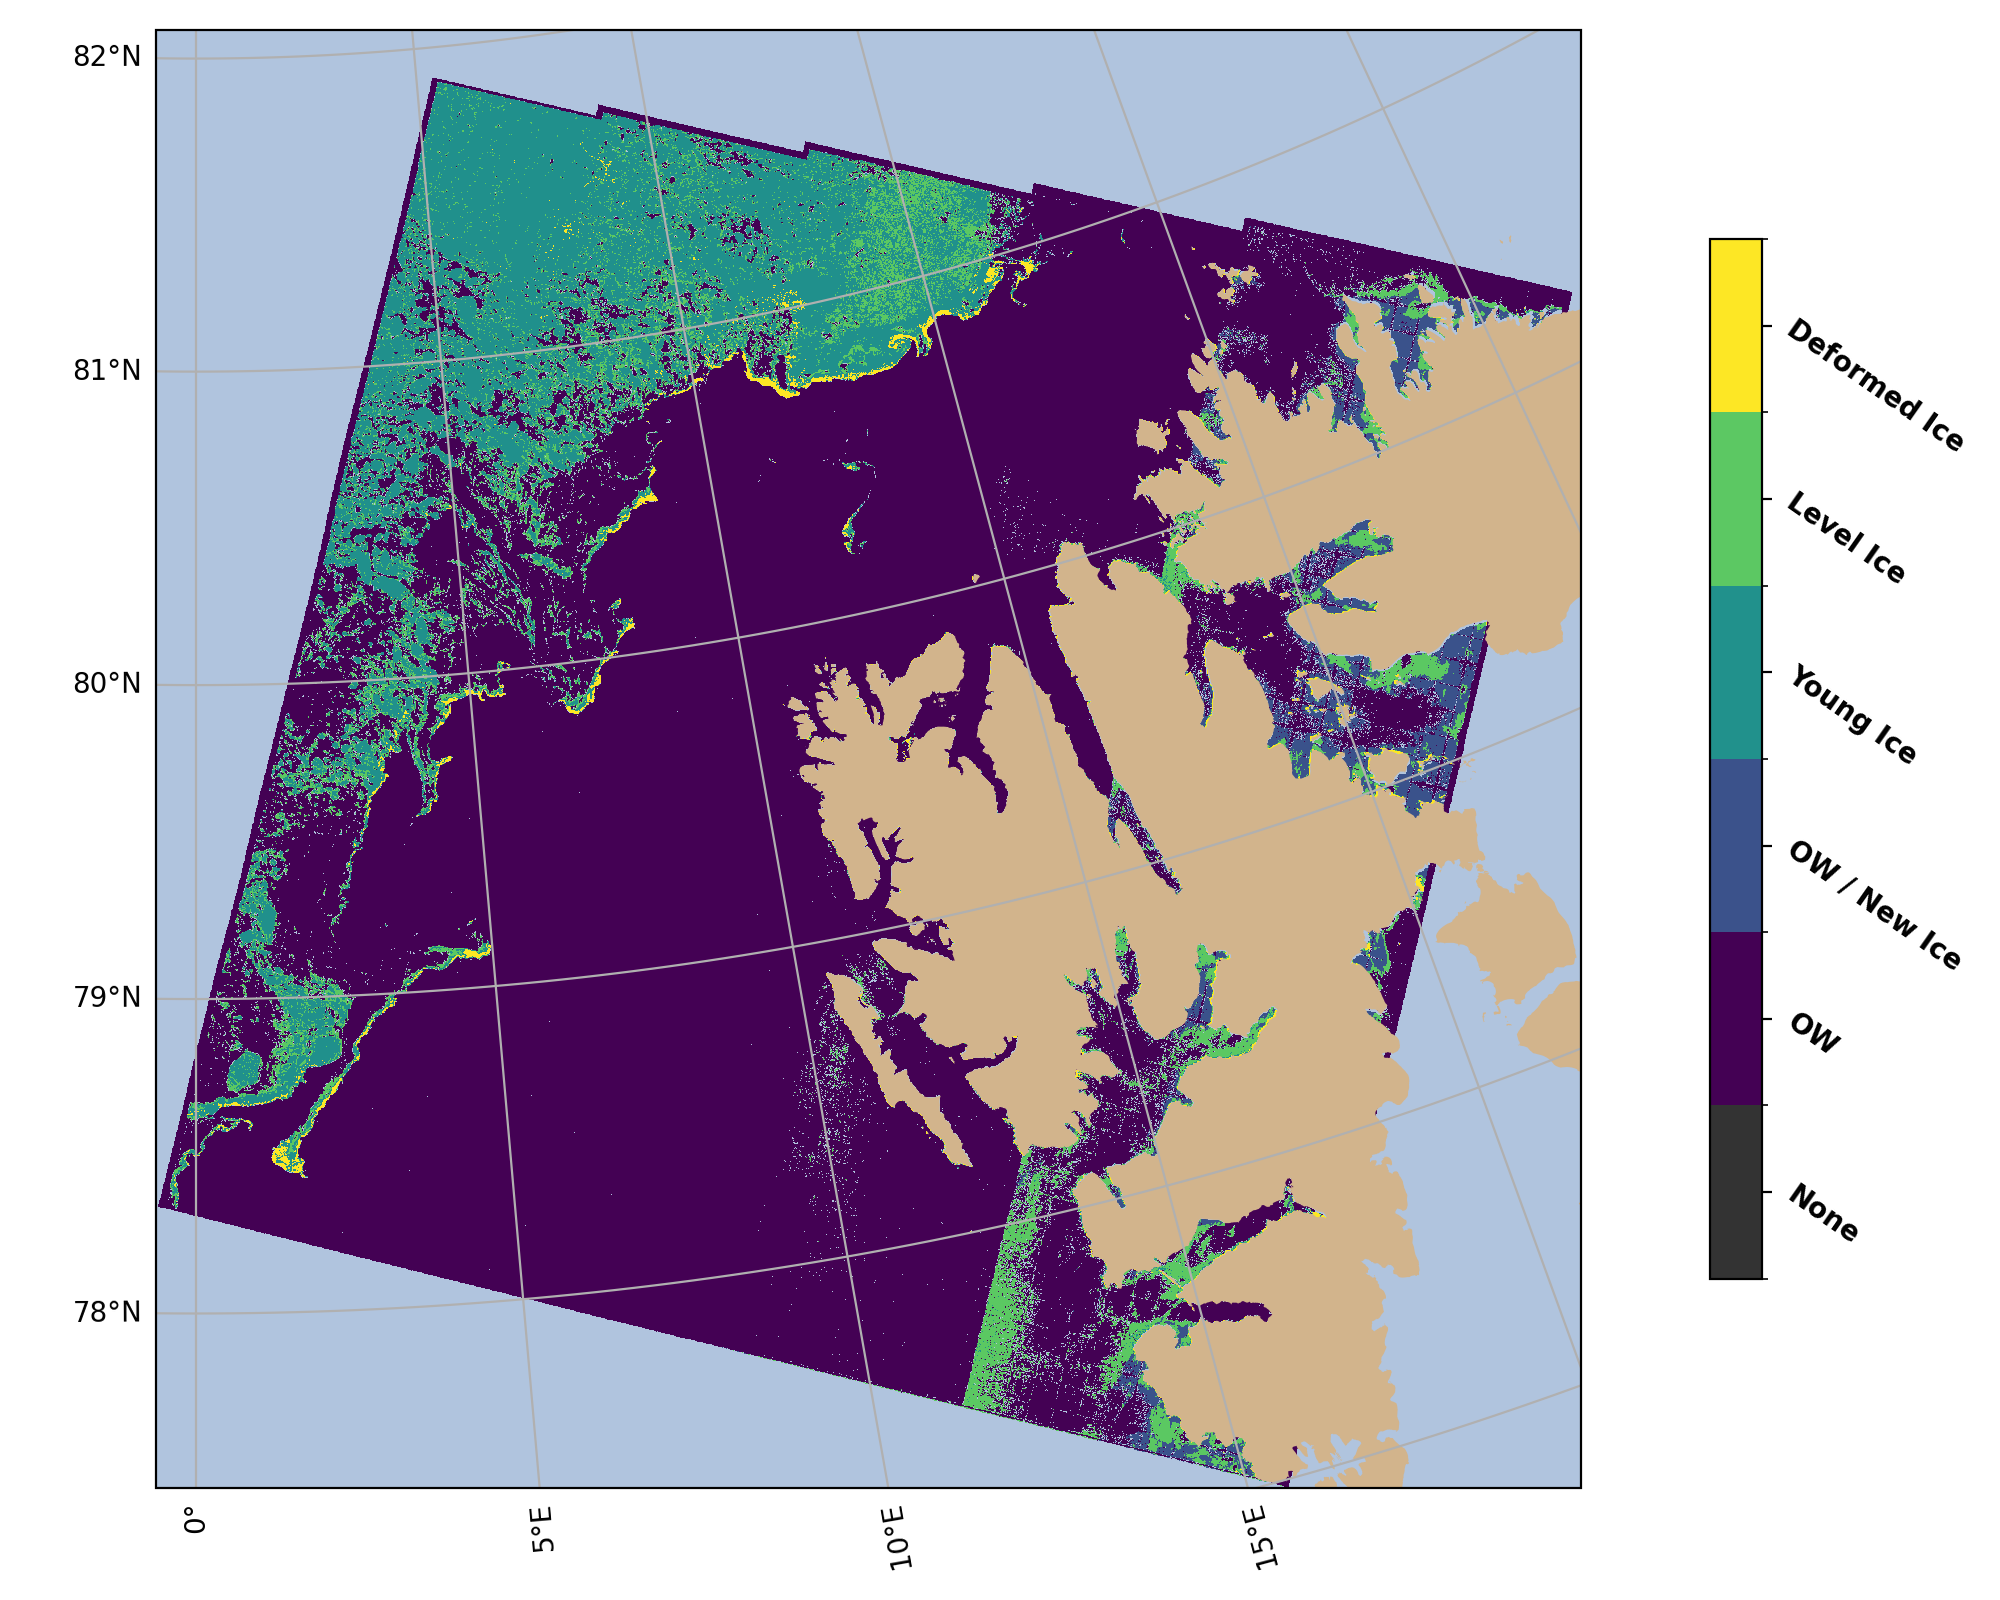 82°N
81°N
80°N
79°N
78°N
0°
5°E
10°E
15°E
Deformed Ice
Level Ice
Young Ice
OW / New Ice
OW
None